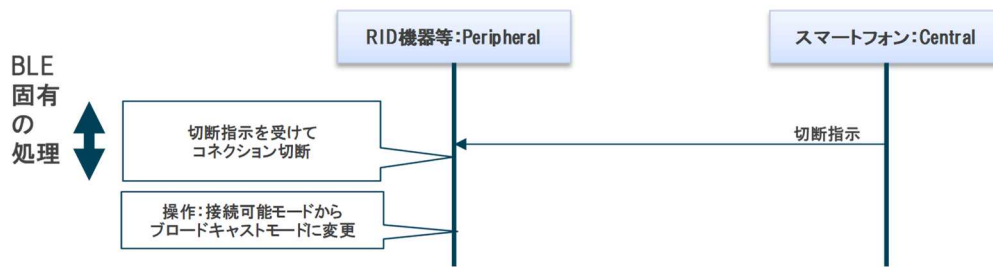 RID機器等:Peripheral
スマートフォン:Central
BLE
固有
の
処理
切断指示を受けて
コネクション切断
切断指示
操作:接続可能モードから
ブロードキャストモードに変更